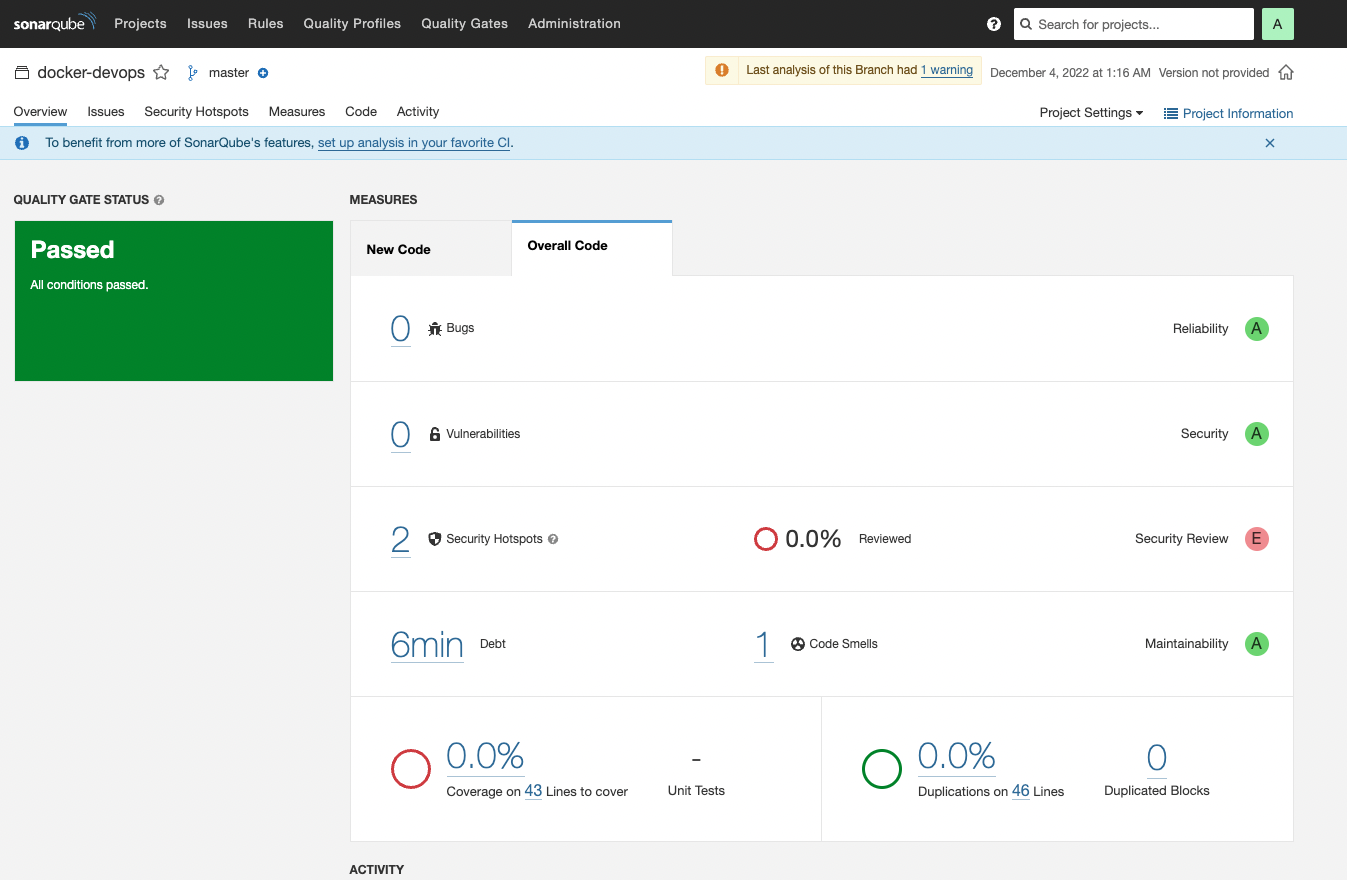 sonarqube Projects Issues Rules Quality Profiles Quality Gates Administration ? Search for projects... A
docker-devops master Last analysis of this Branch had 1 warning December 4, 2022 at 1:16 AM Version not provided
Overview Issues Security Hotspots Measures Code Activity Project Settings Project Information
To benefit from more of SonarQube's features, set up analysis in your favorite CI.
QUALITY GATE STATUS ?
Passed
All conditions passed.
MEASURES
New Code Overall Code
0 Bugs Reliability A
0 Vulnerabilities Security A
2 Security Hotspots ? 0.0% Reviewed Security Review E
6min Debt 1 Code Smells Maintainability A
0.0%
Coverage on 43 Lines to cover
-
Unit Tests
0.0%
Duplications on 46 Lines
0
Duplicated Blocks
ACTIVITY